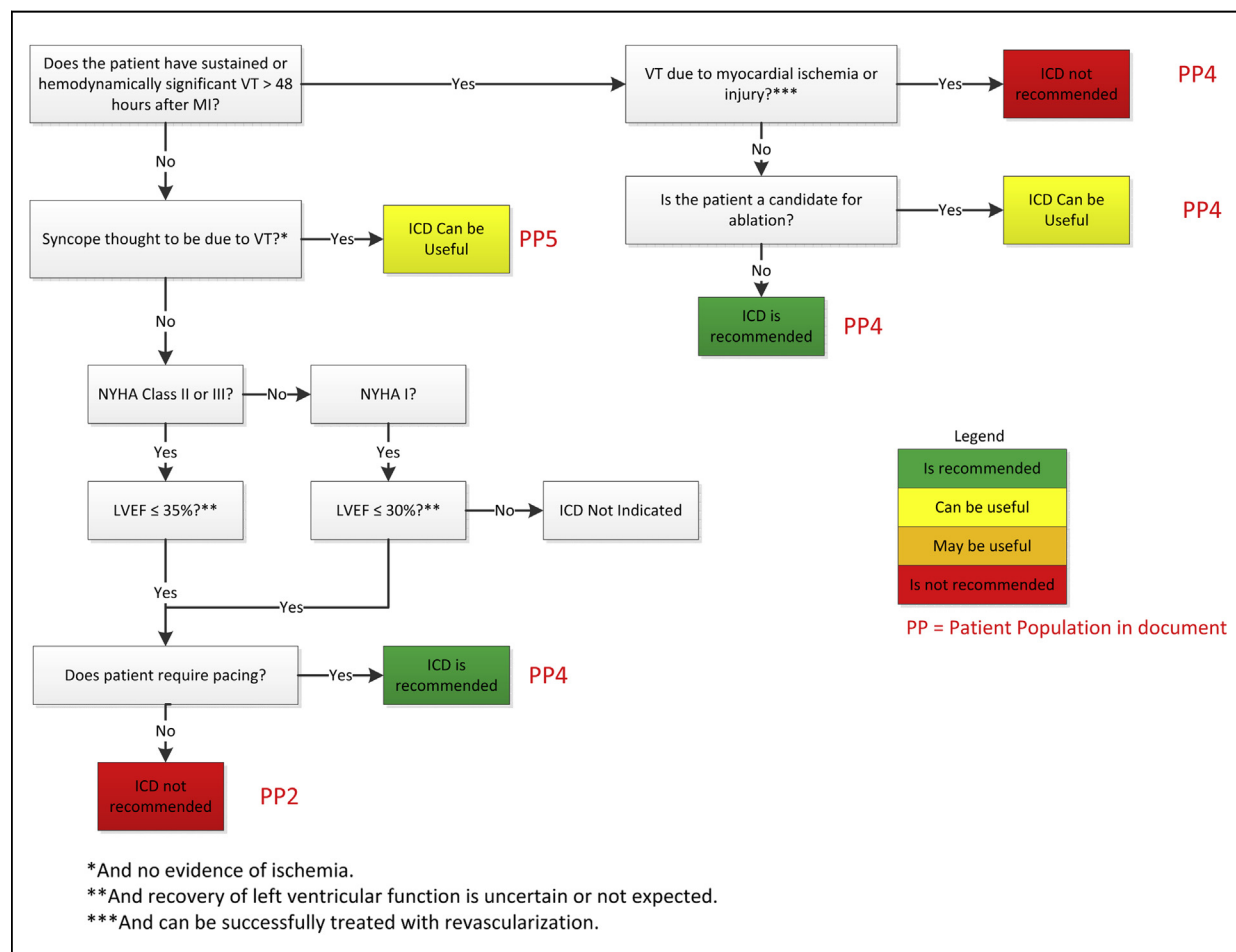 Does the patient have sustained or
hemodynamically significant VT > 48
hours after MI?
Yes
VT due to myocardial ischemia or
injury?***
Yes
ICD not
recommended
PP4
No
No
Syncope thought to be due to VT?*
Yes
ICD Can be
Useful
PP5
Is the patient a candidate for
ablation?
Yes
ICD Can be
Useful
PP4
No
No
ICD is
recommended
PP4
NYHA Class II or III?
No
NYHA I?
Yes
Yes
LVEF ≤ 35%?**
LVEF ≤ 30%?**
No
ICD Not Indicated
Legend
Is recommended
Can be useful
May be useful
Is not recommended
PP = Patient Population in document
Yes
Yes
Does patient require pacing?
Yes
ICD is
recommended
PP4
No
ICD not
recommended
PP2
*And no evidence of ischemia.
**And recovery of left ventricular function is uncertain or not expected.
***And can be successfully treated with revascularization.